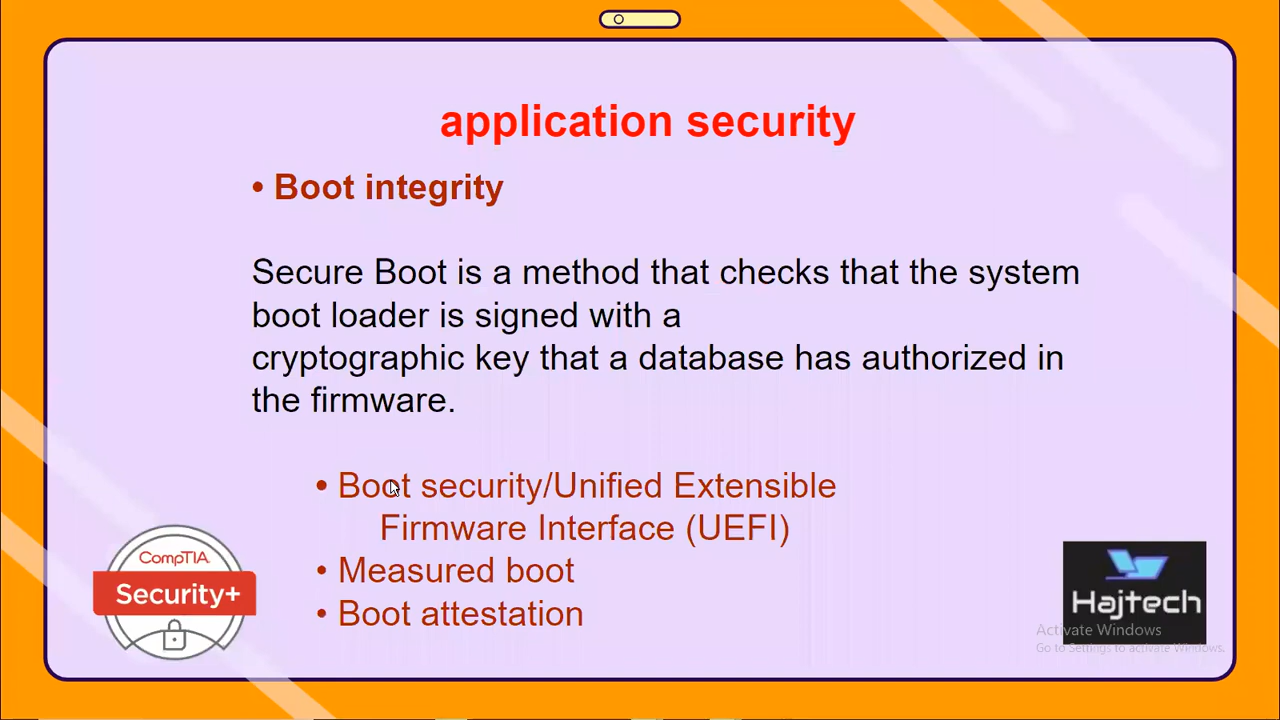 application security
• Boot integrity
Secure Boot is a method that checks that the system
boot loader is signed with a
cryptographic key that a database has authorized in
the firmware.
• Boot security/Unified Extensible
Firmware Interface (UEFI)
• Measured boot
• Boot attestation
CompTIA
Security+
Hajtech
Activate Windows
Go to Settings to activate Windows.